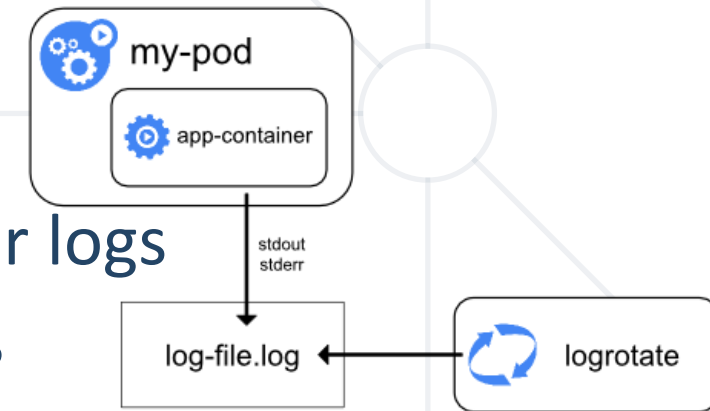 my-pod
app-container
r logs
stdout
stderr
log-file.log
logrotate